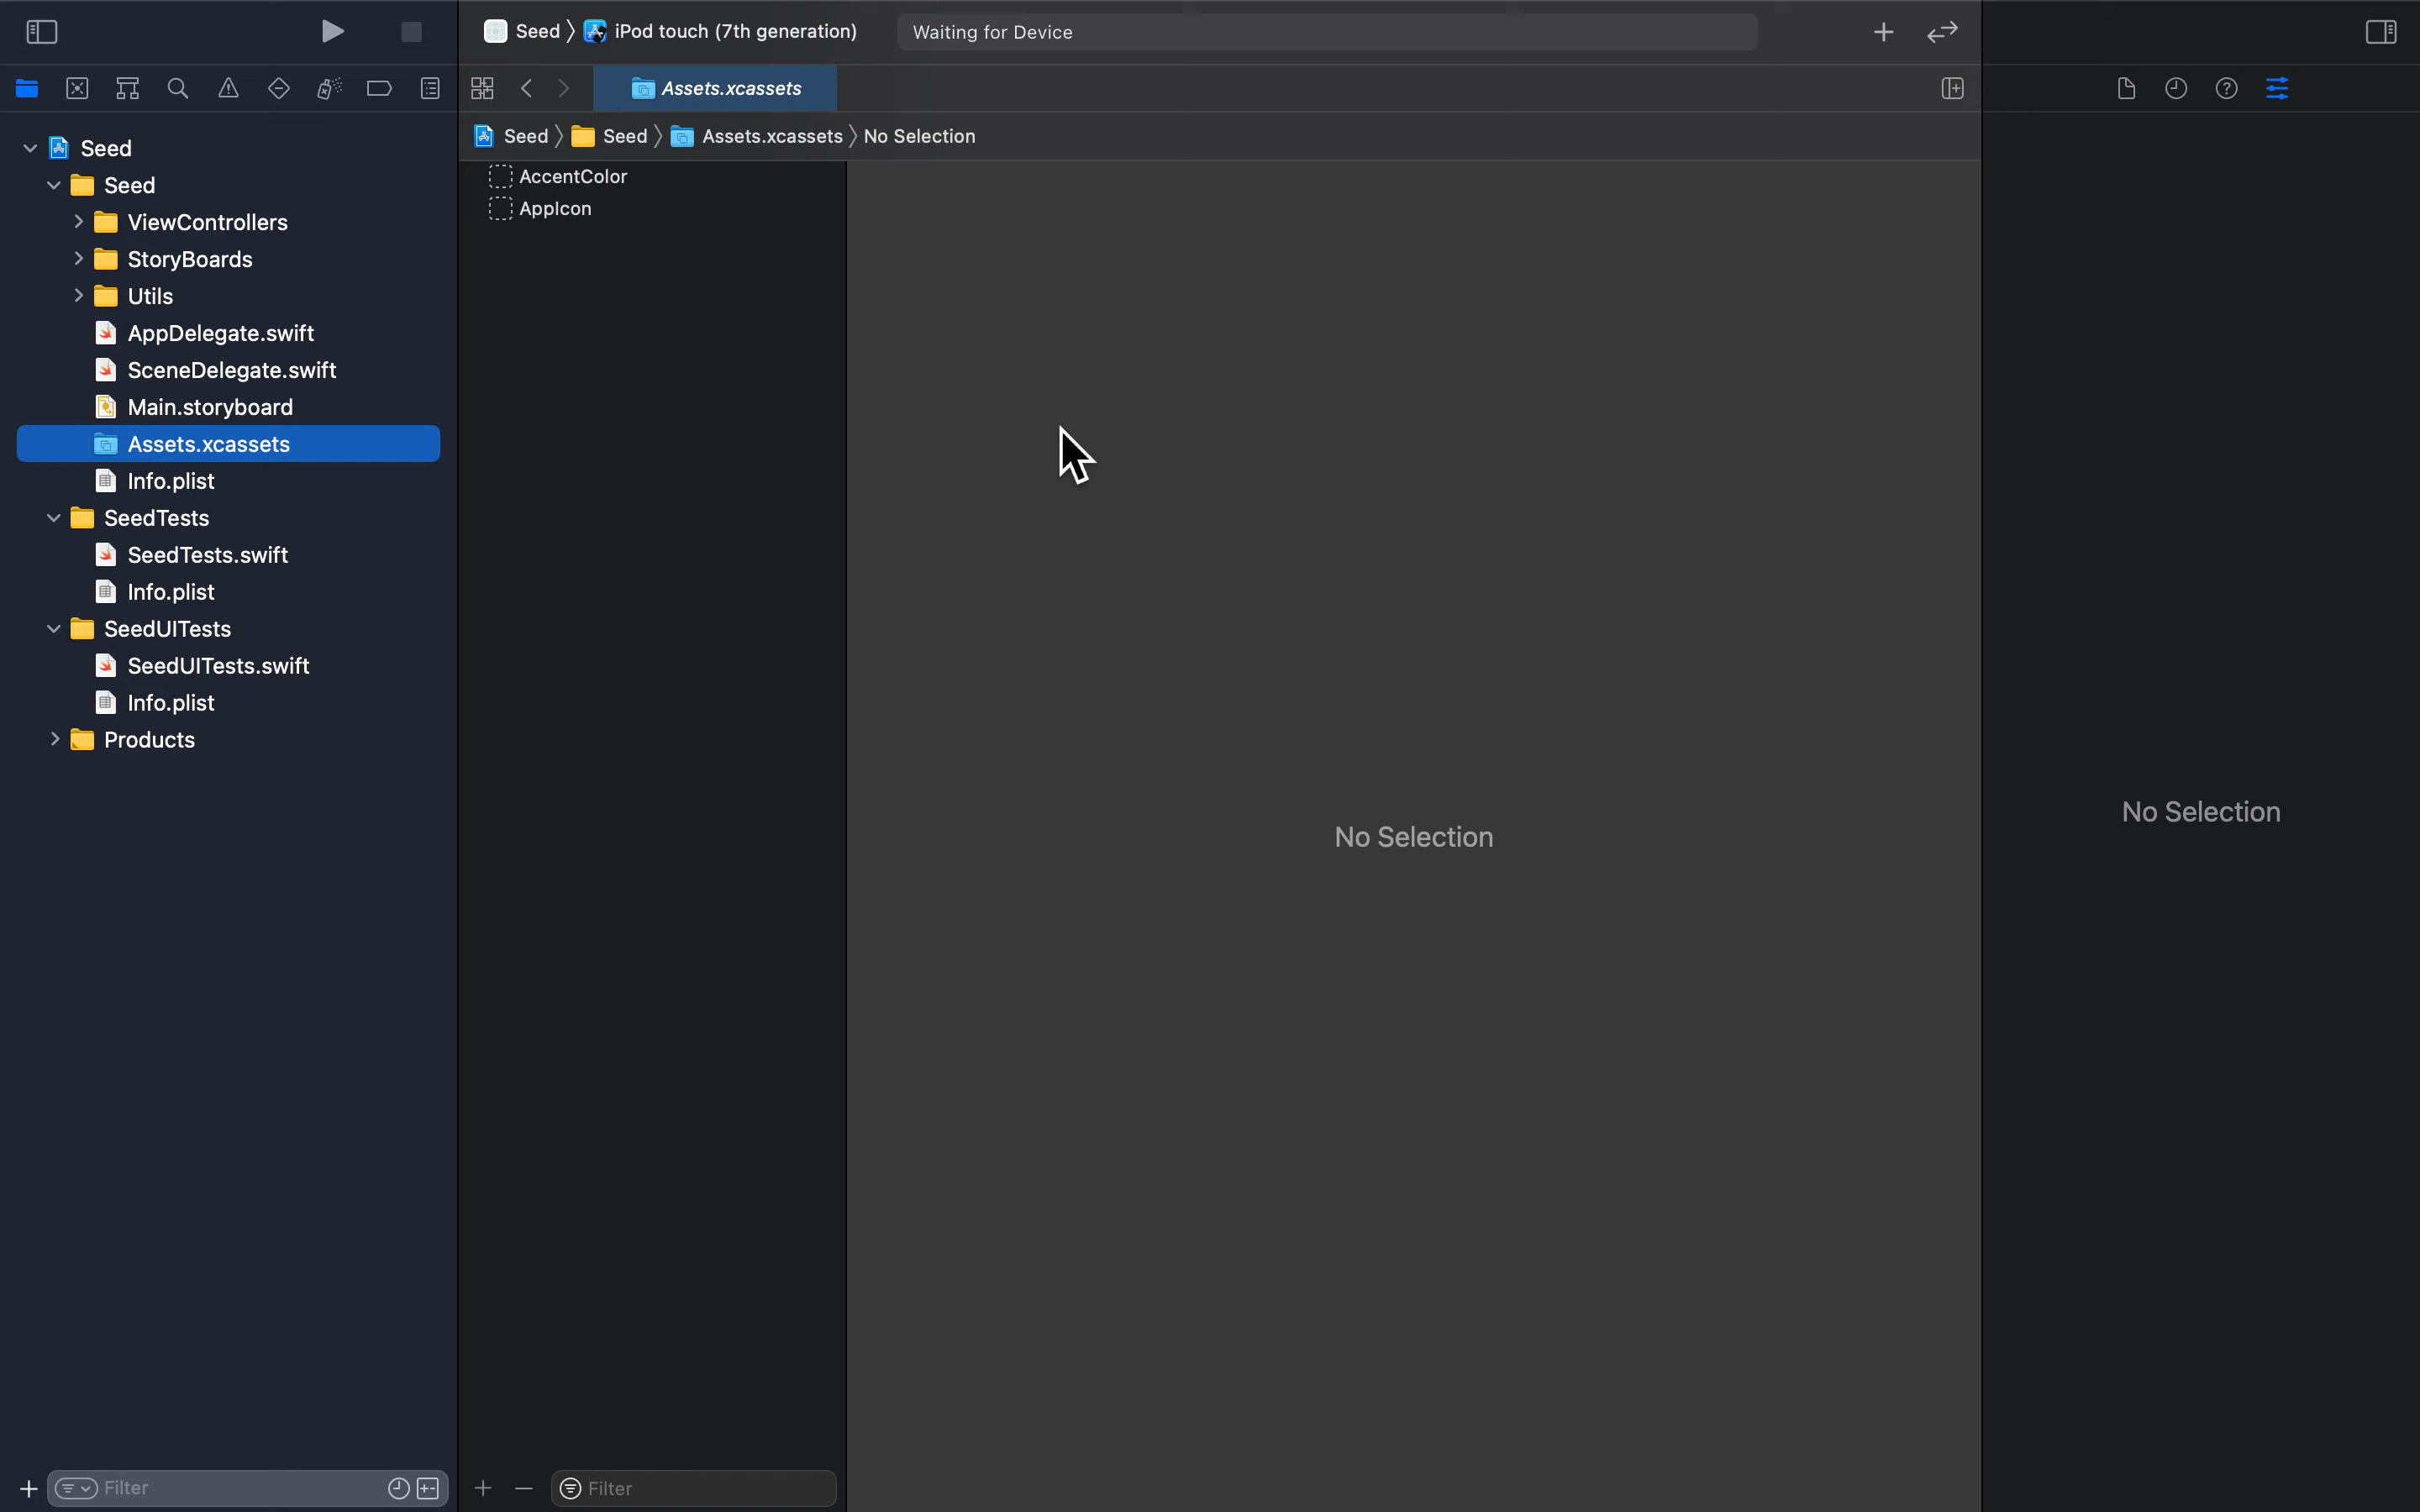 Seed
iPod touch (7th generation)
Waiting for Device
Assets.xcassets
Seed
Seed
Assets.xcassets
No Selection
Seed
Seed
ViewControllers
StoryBoards
Utils
AppDelegate.swift
SceneDelegate.swift
Main.storyboard
Assets.xcassets
Info.plist
SeedTests
SeedTests.swift
Info.plist
SeedUITests
SeedUITests.swift
Info.plist
Products
Filter
AccentColor
AppIcon
Filter
No Selection
No Selection